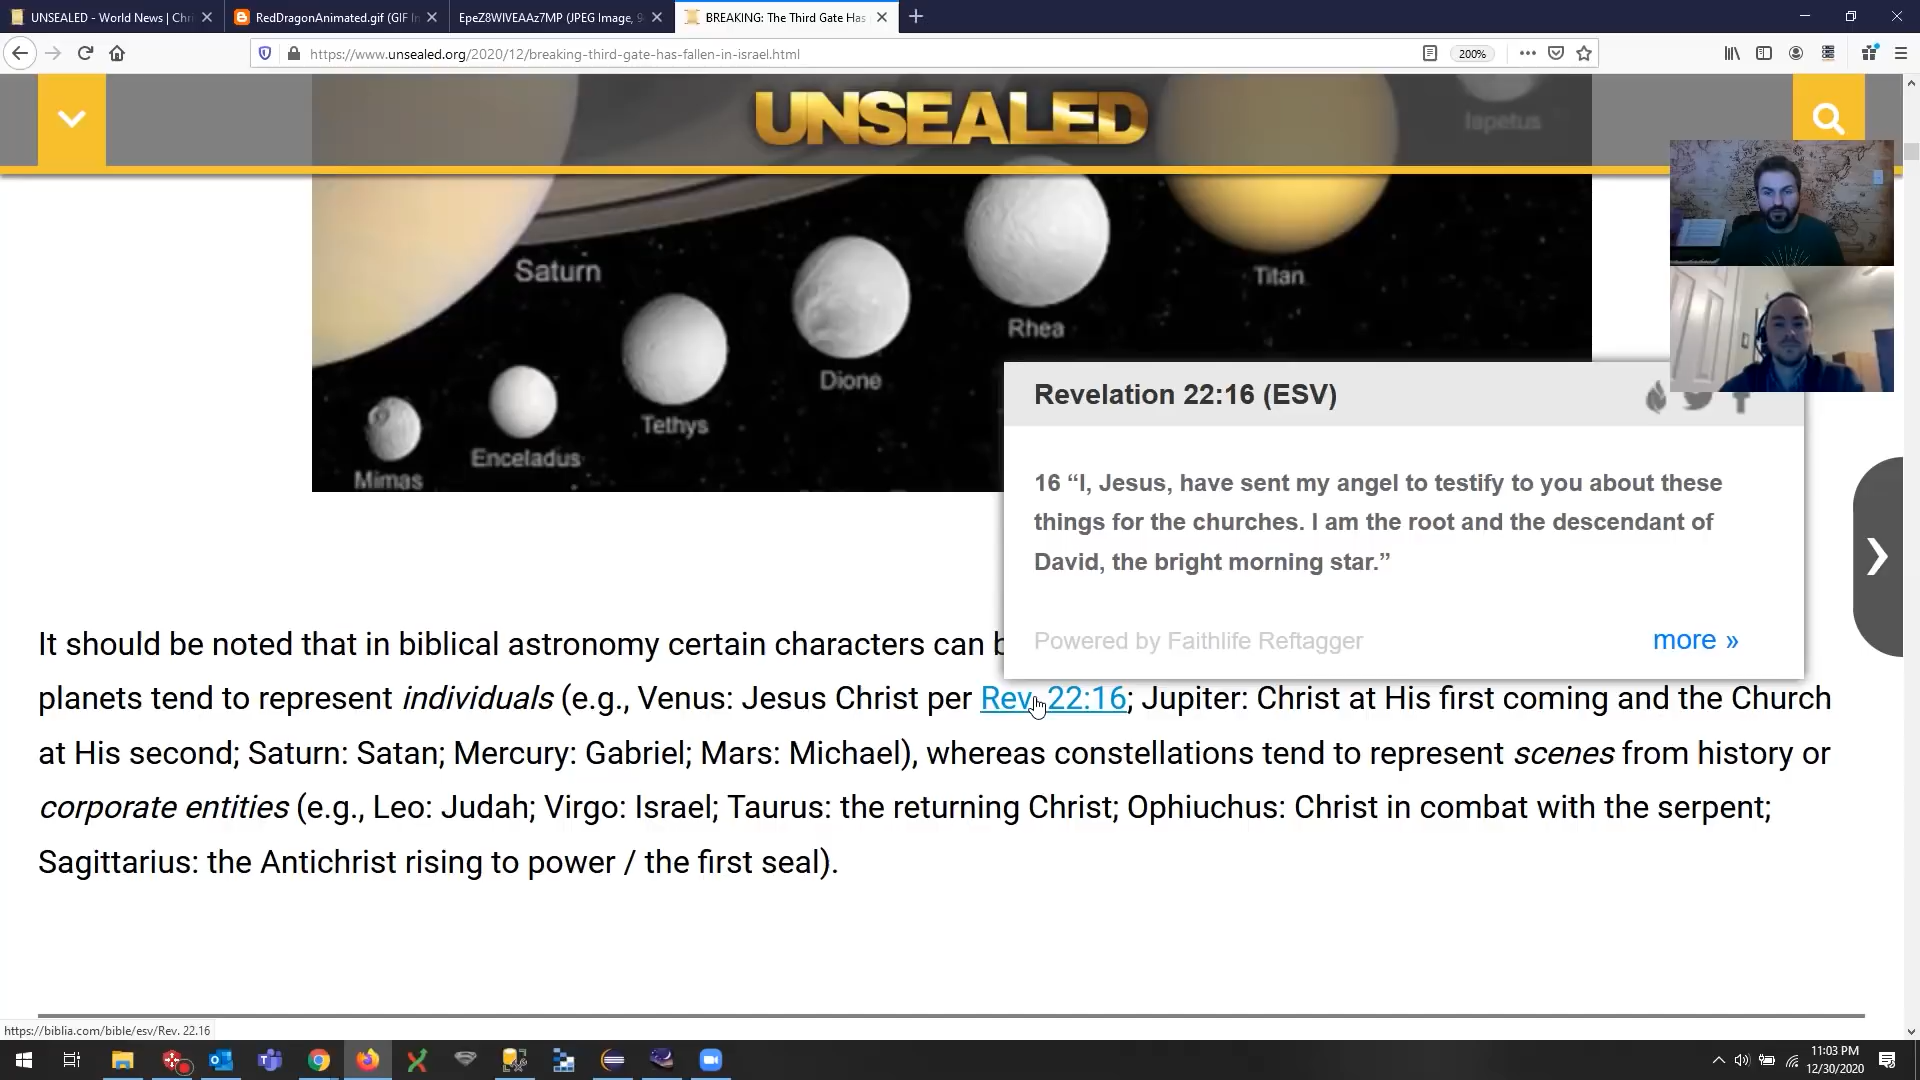 UNSEALED - World News | Chri
RedDragonAnimated.gif (GIF In
EpeZ8WIVEAAz7MP (JPEG Image, 9
BREAKING: The Third Gate Has
https://www.unsealed.org/2020/12/breaking-third-gate-has-fallen-in-israel.html
200%
UNSEALED
Iapetus
Saturn
Titan
Rhea
Dione
Tethys
Enceladus
Mimas
Revelation 22:16 (ESV)
16 “I, Jesus, have sent my angel to testify to you about these
things for the churches. I am the root and the descendant of
David, the bright morning star.”
Powered by Faithlife Reftagger
more »
It should be noted that in biblical astronomy certain characters can b
planets tend to represent individuals (e.g., Venus: Jesus Christ per Rev. 22:16; Jupiter: Christ at His first coming and the Church
at His second; Saturn: Satan; Mercury: Gabriel; Mars: Michael), whereas constellations tend to represent scenes from history or
corporate entities (e.g., Leo: Judah; Virgo: Israel; Taurus: the returning Christ; Ophiuchus: Christ in combat with the serpent;
Sagittarius: the Antichrist rising to power / the first seal).
https://biblia.com/bible/esv/Rev. 22.16
11:03 PM
12/30/2020